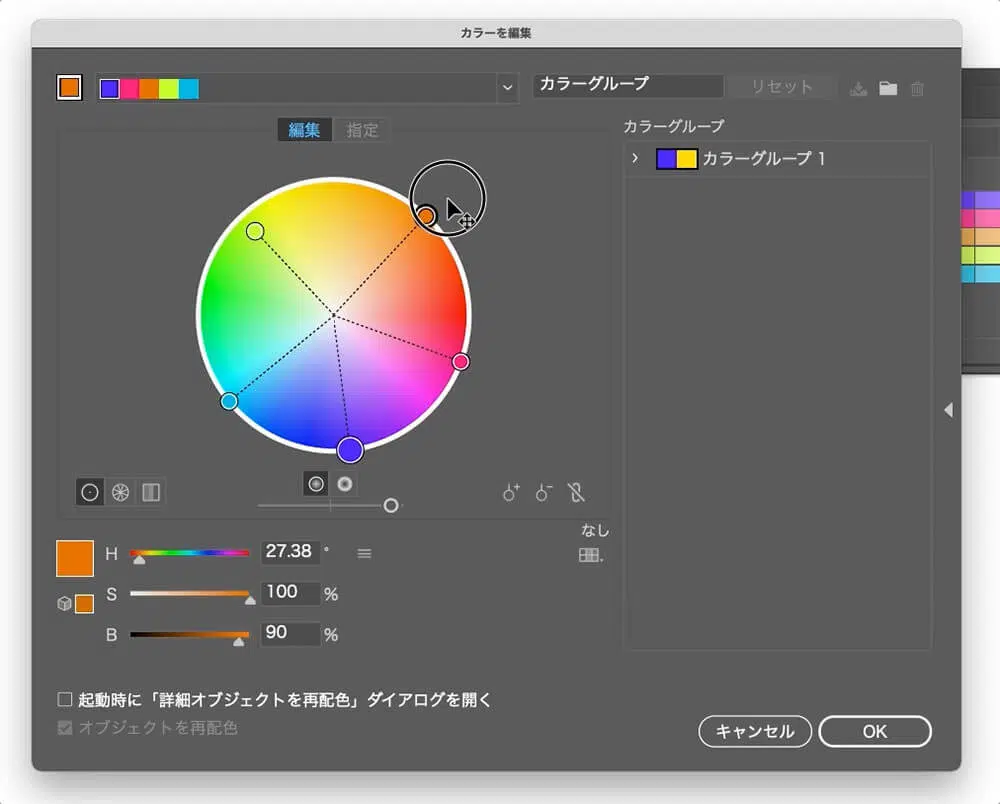 カラーを編集
カラーグループ
リセット
編集
指定
カラーグループ
カラーグループ 1
なし
H 27.38 °
S 100 %
B 90 %
起動時に「詳細オブジェクトを再配色」ダイアログを開く
オブジェクトを再配色
キャンセル
OK